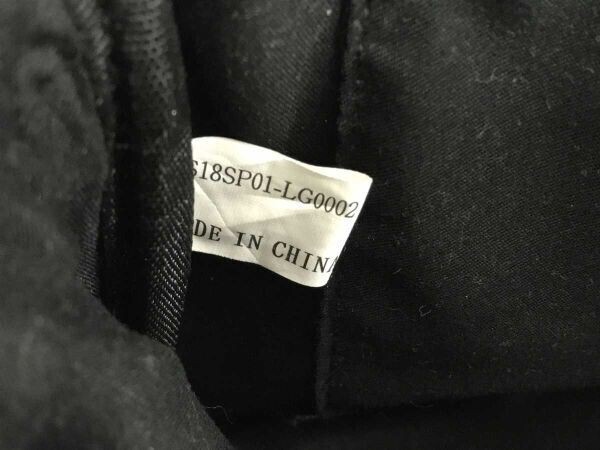 S18SP01-LG0002
DE IN CHINA